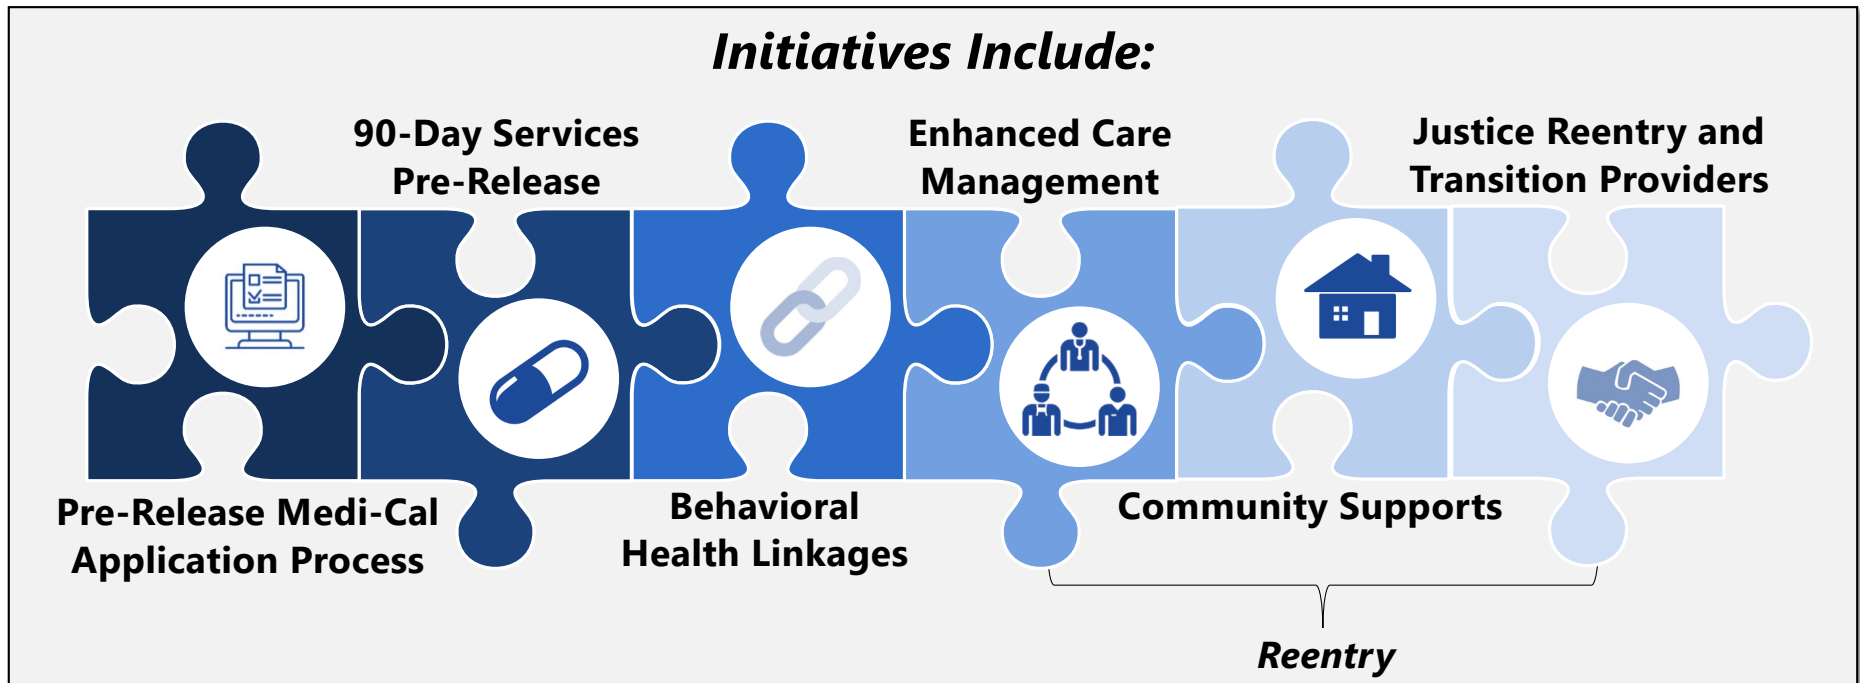 Initiatives Include:
90-Day Services
Pre-Release
Enhanced Care
Management
Justice Reentry and
Transition Providers
Pre-Release Medi-Cal
Application Process
Behavioral
Health Linkages
Community Supports
Reentry